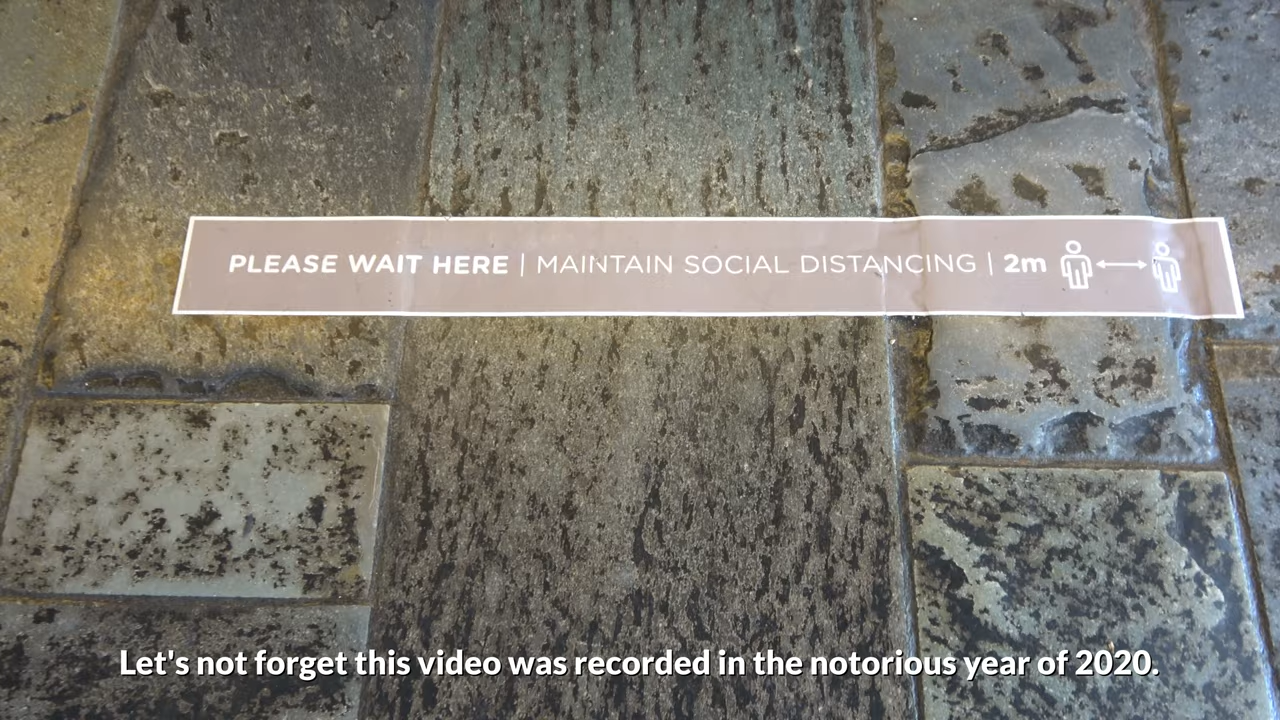 PLEASE WAIT HERE | MAINTAIN SOCIAL DISTANCING | 2m
Let's not forget this video was recorded in the notorious year of 2020.